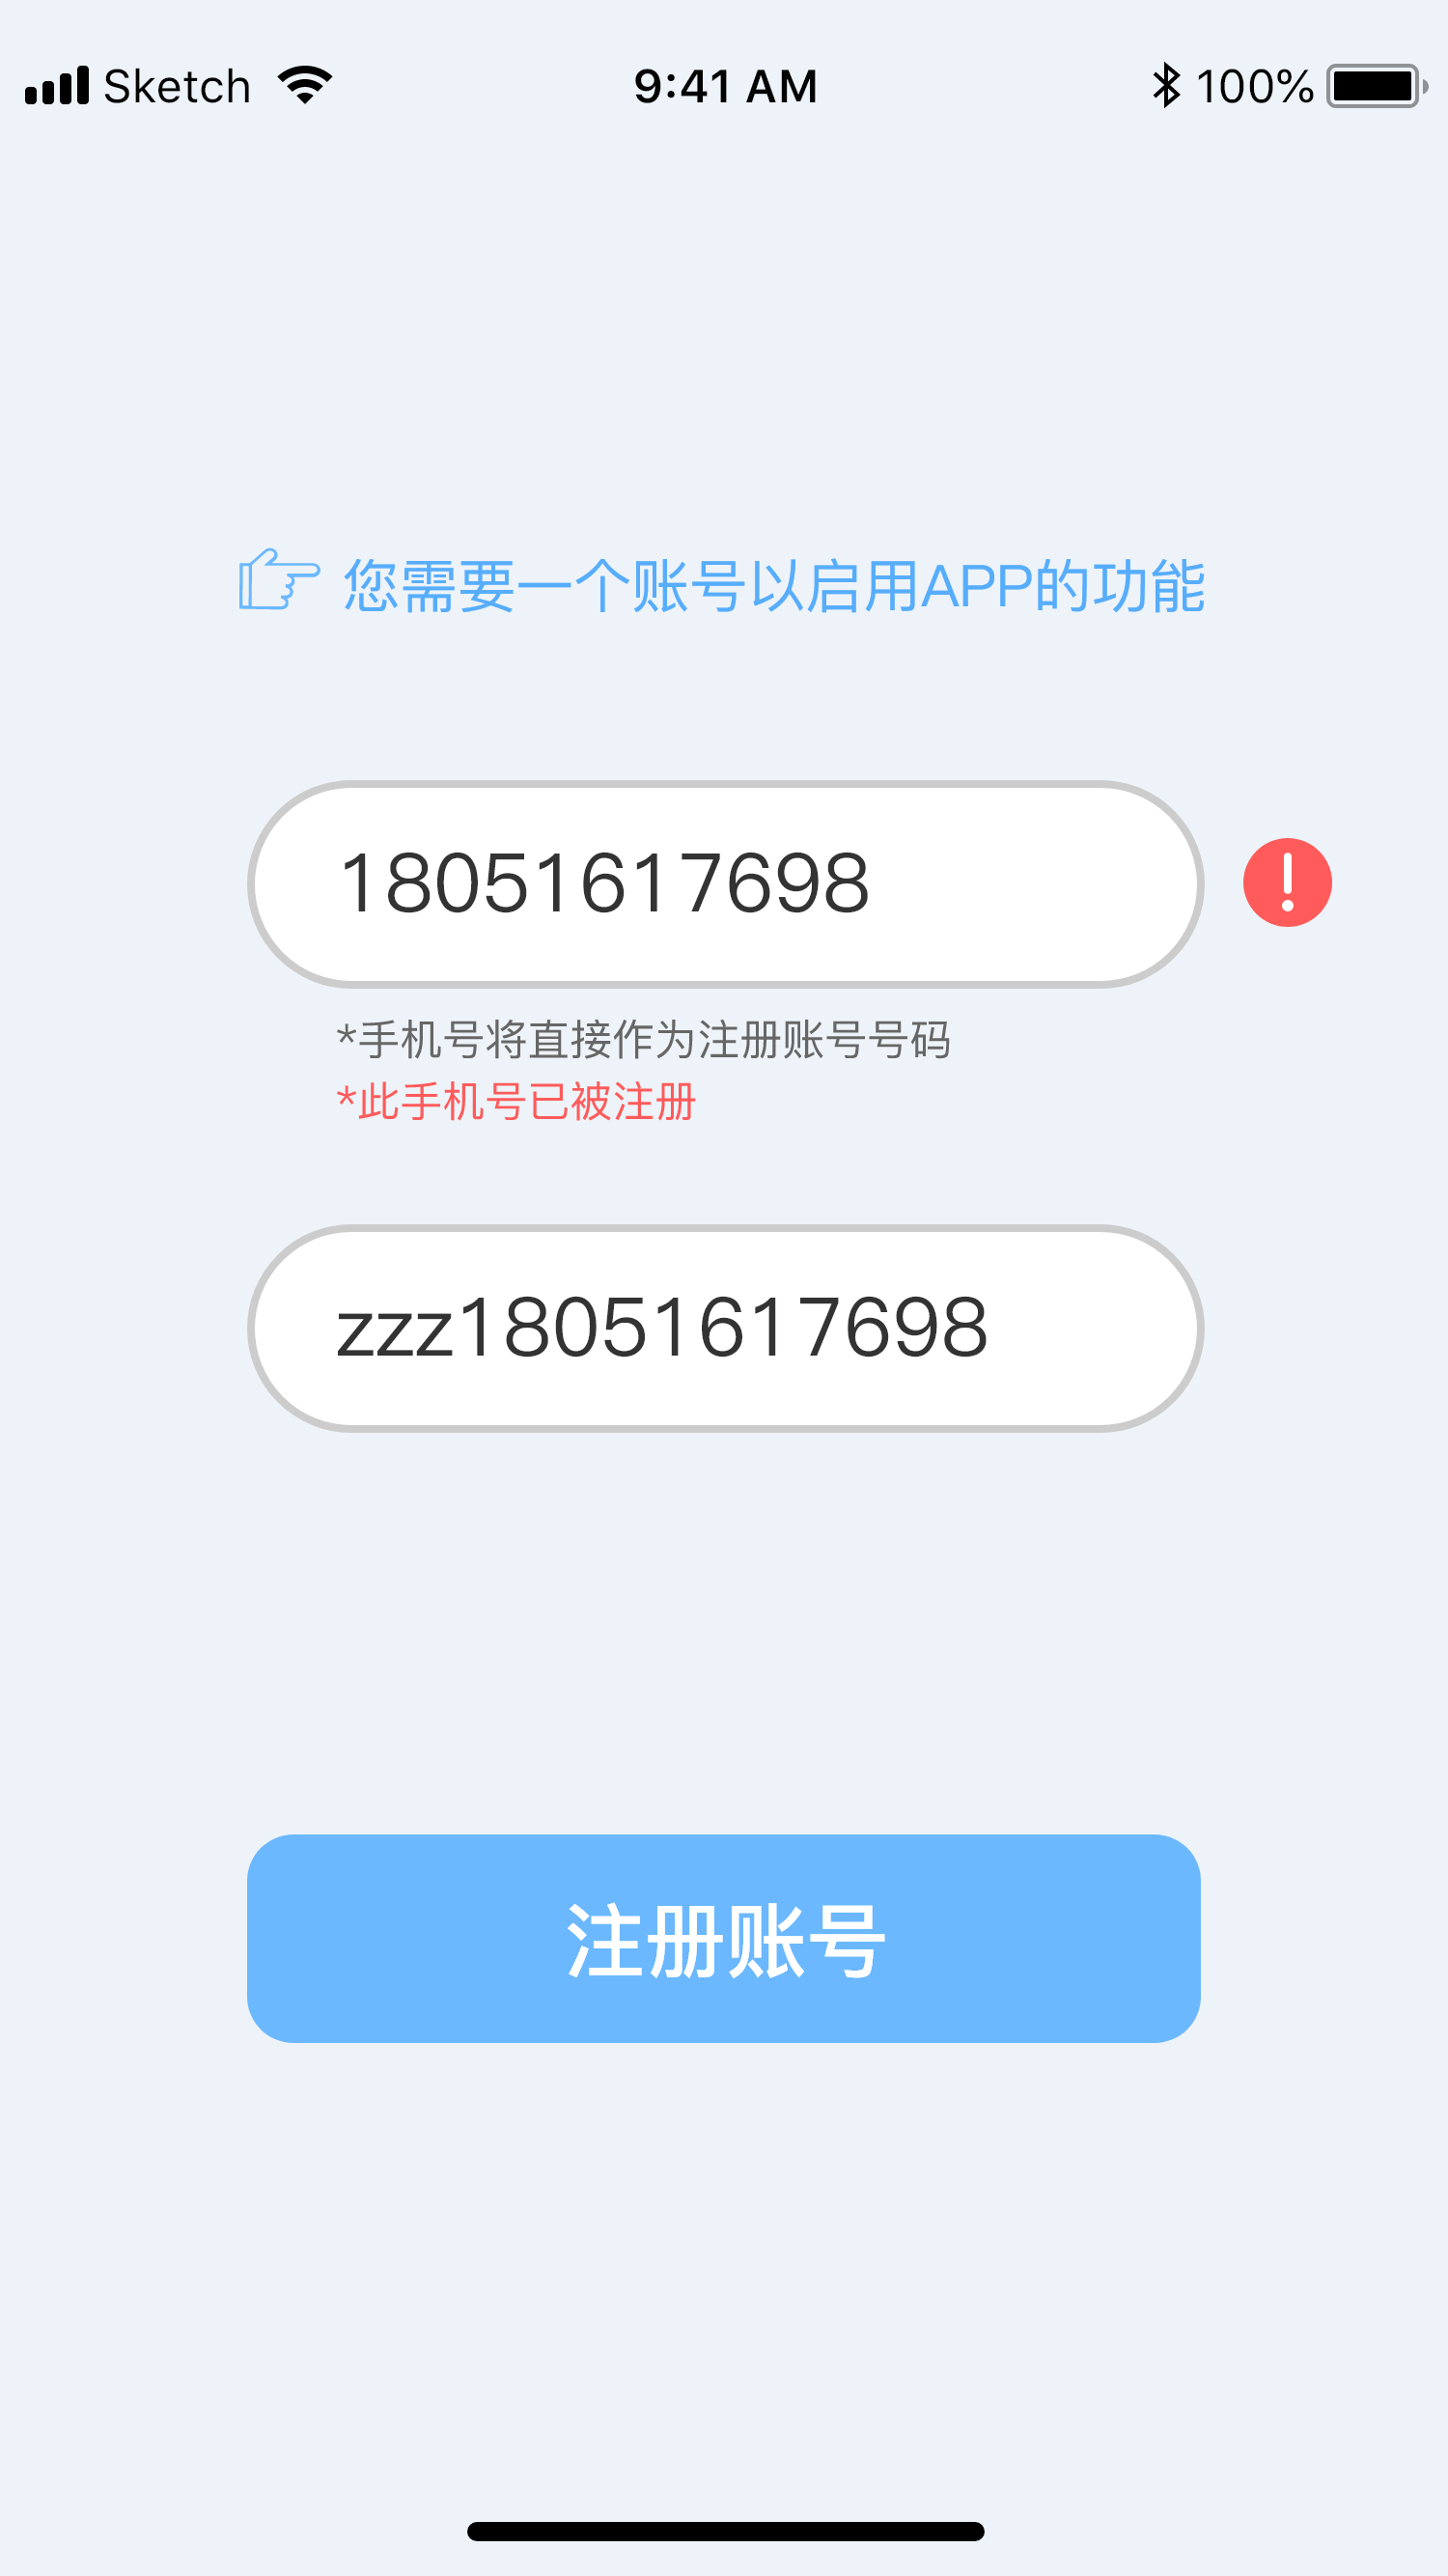 Sketch 9:41 AM 100%
您需要一个账号以启用APP的功能
18051617698
*手机号将直接作为注册账号号码
*此手机号已被注册
zzz18051617698
注册账号